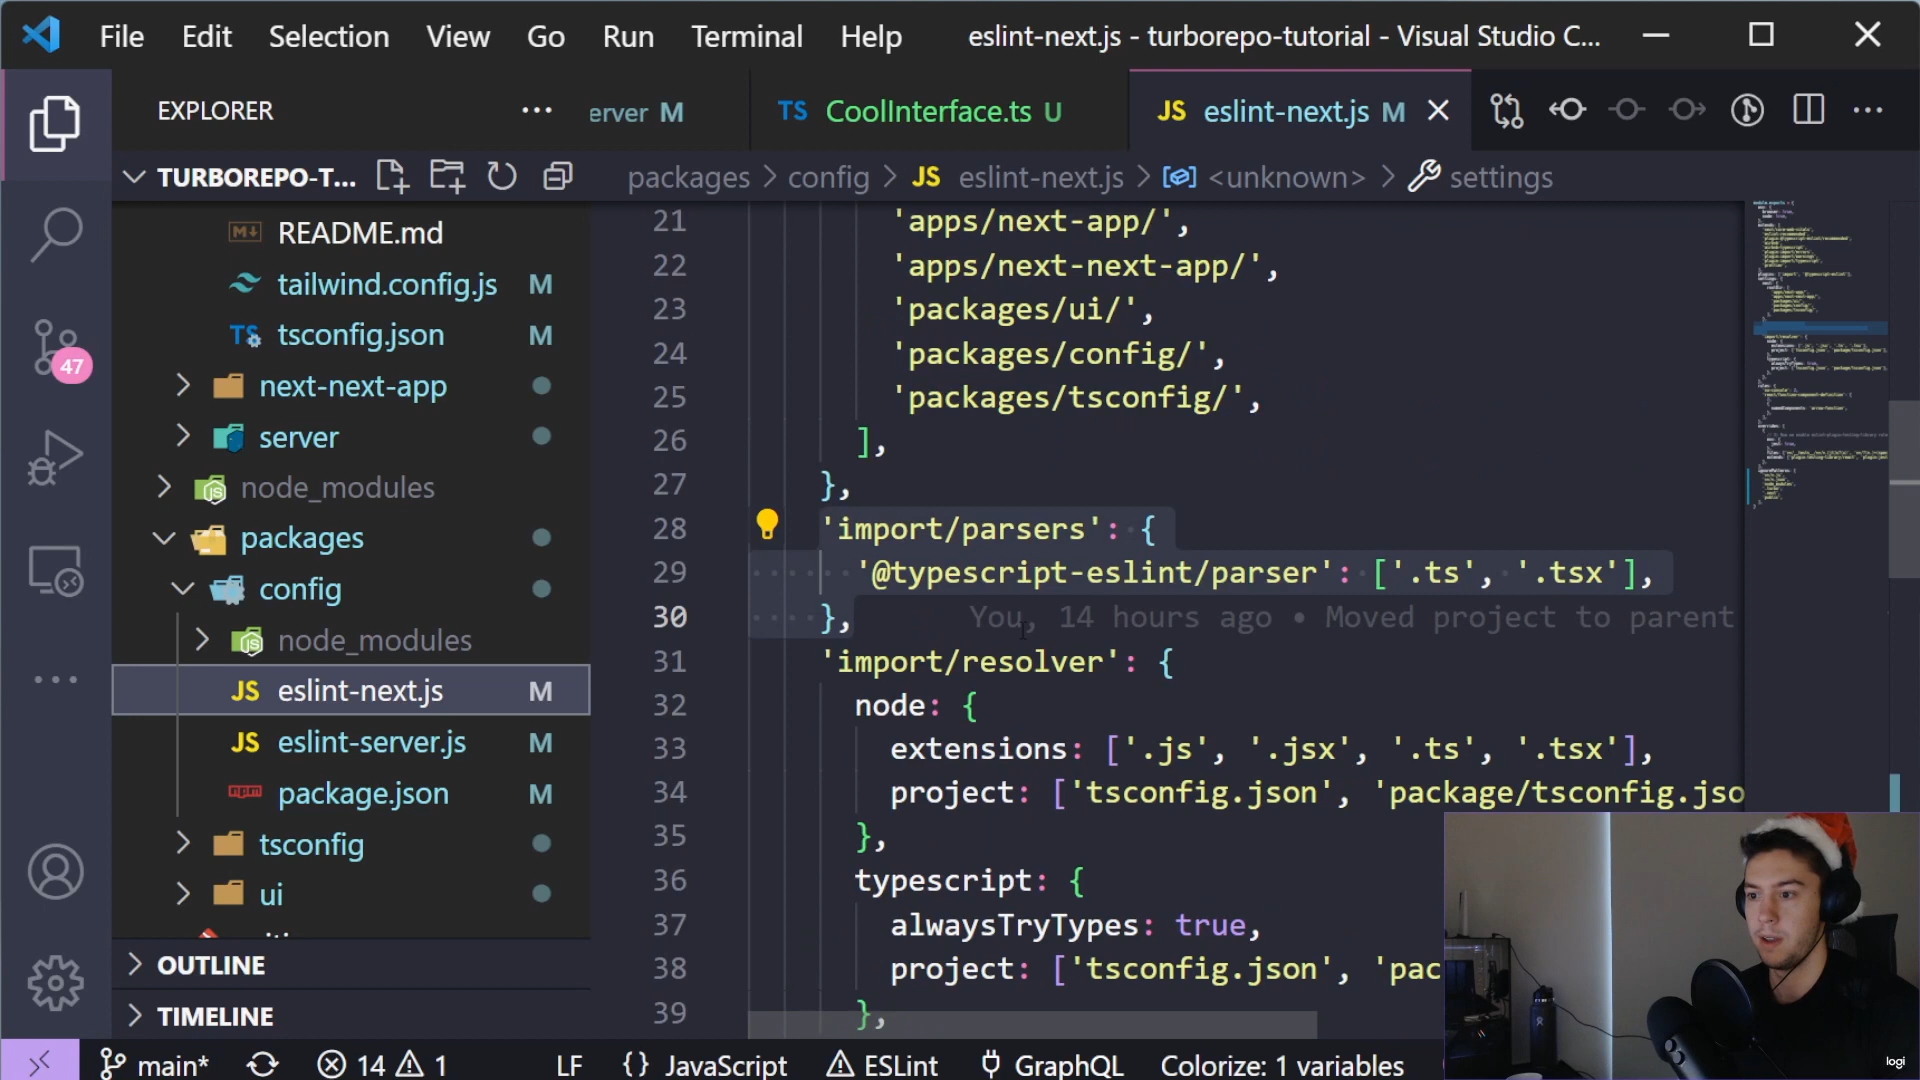 File Edit Selection View Go Run Terminal Help eslint-next.js - turborepo-tutorial - Visual Studio C...
EXPLORER ··· erver M TS CoolInterface.ts U JS eslint-next.js M
TURBOREPO-T... packages > config > JS eslint-next.js > <unknown> > settings
README.md
tailwind.config.js M
TS tsconfig.json M
next-next-app
server
node_modules
packages
config
node_modules
JS eslint-next.js M
JS eslint-server.js M
package.json M
tsconfig
ui
OUTLINE
TIMELINE
47
21 'apps/next-app/',
22 'apps/next-next-app/',
23 'packages/ui/',
24 'packages/config/',
25 'packages/tsconfig/',
26 ],
27 },
28 'import/parsers': {
29 '@typescript-eslint/parser': ['.ts', '.tsx'],
30 }, You, 14 hours ago • Moved project to parent
31 'import/resolver': {
32 node: {
33 extensions: ['.js', '.jsx', '.ts', '.tsx'],
34 project: ['tsconfig.json', 'package/tsconfig.jso
35 },
36 typescript: {
37 alwaysTryTypes: true,
38 project: ['tsconfig.json', 'pac
39 },
main* 14 1 LF {} JavaScript ESLint GraphQL Colorize: 1 variables
logi